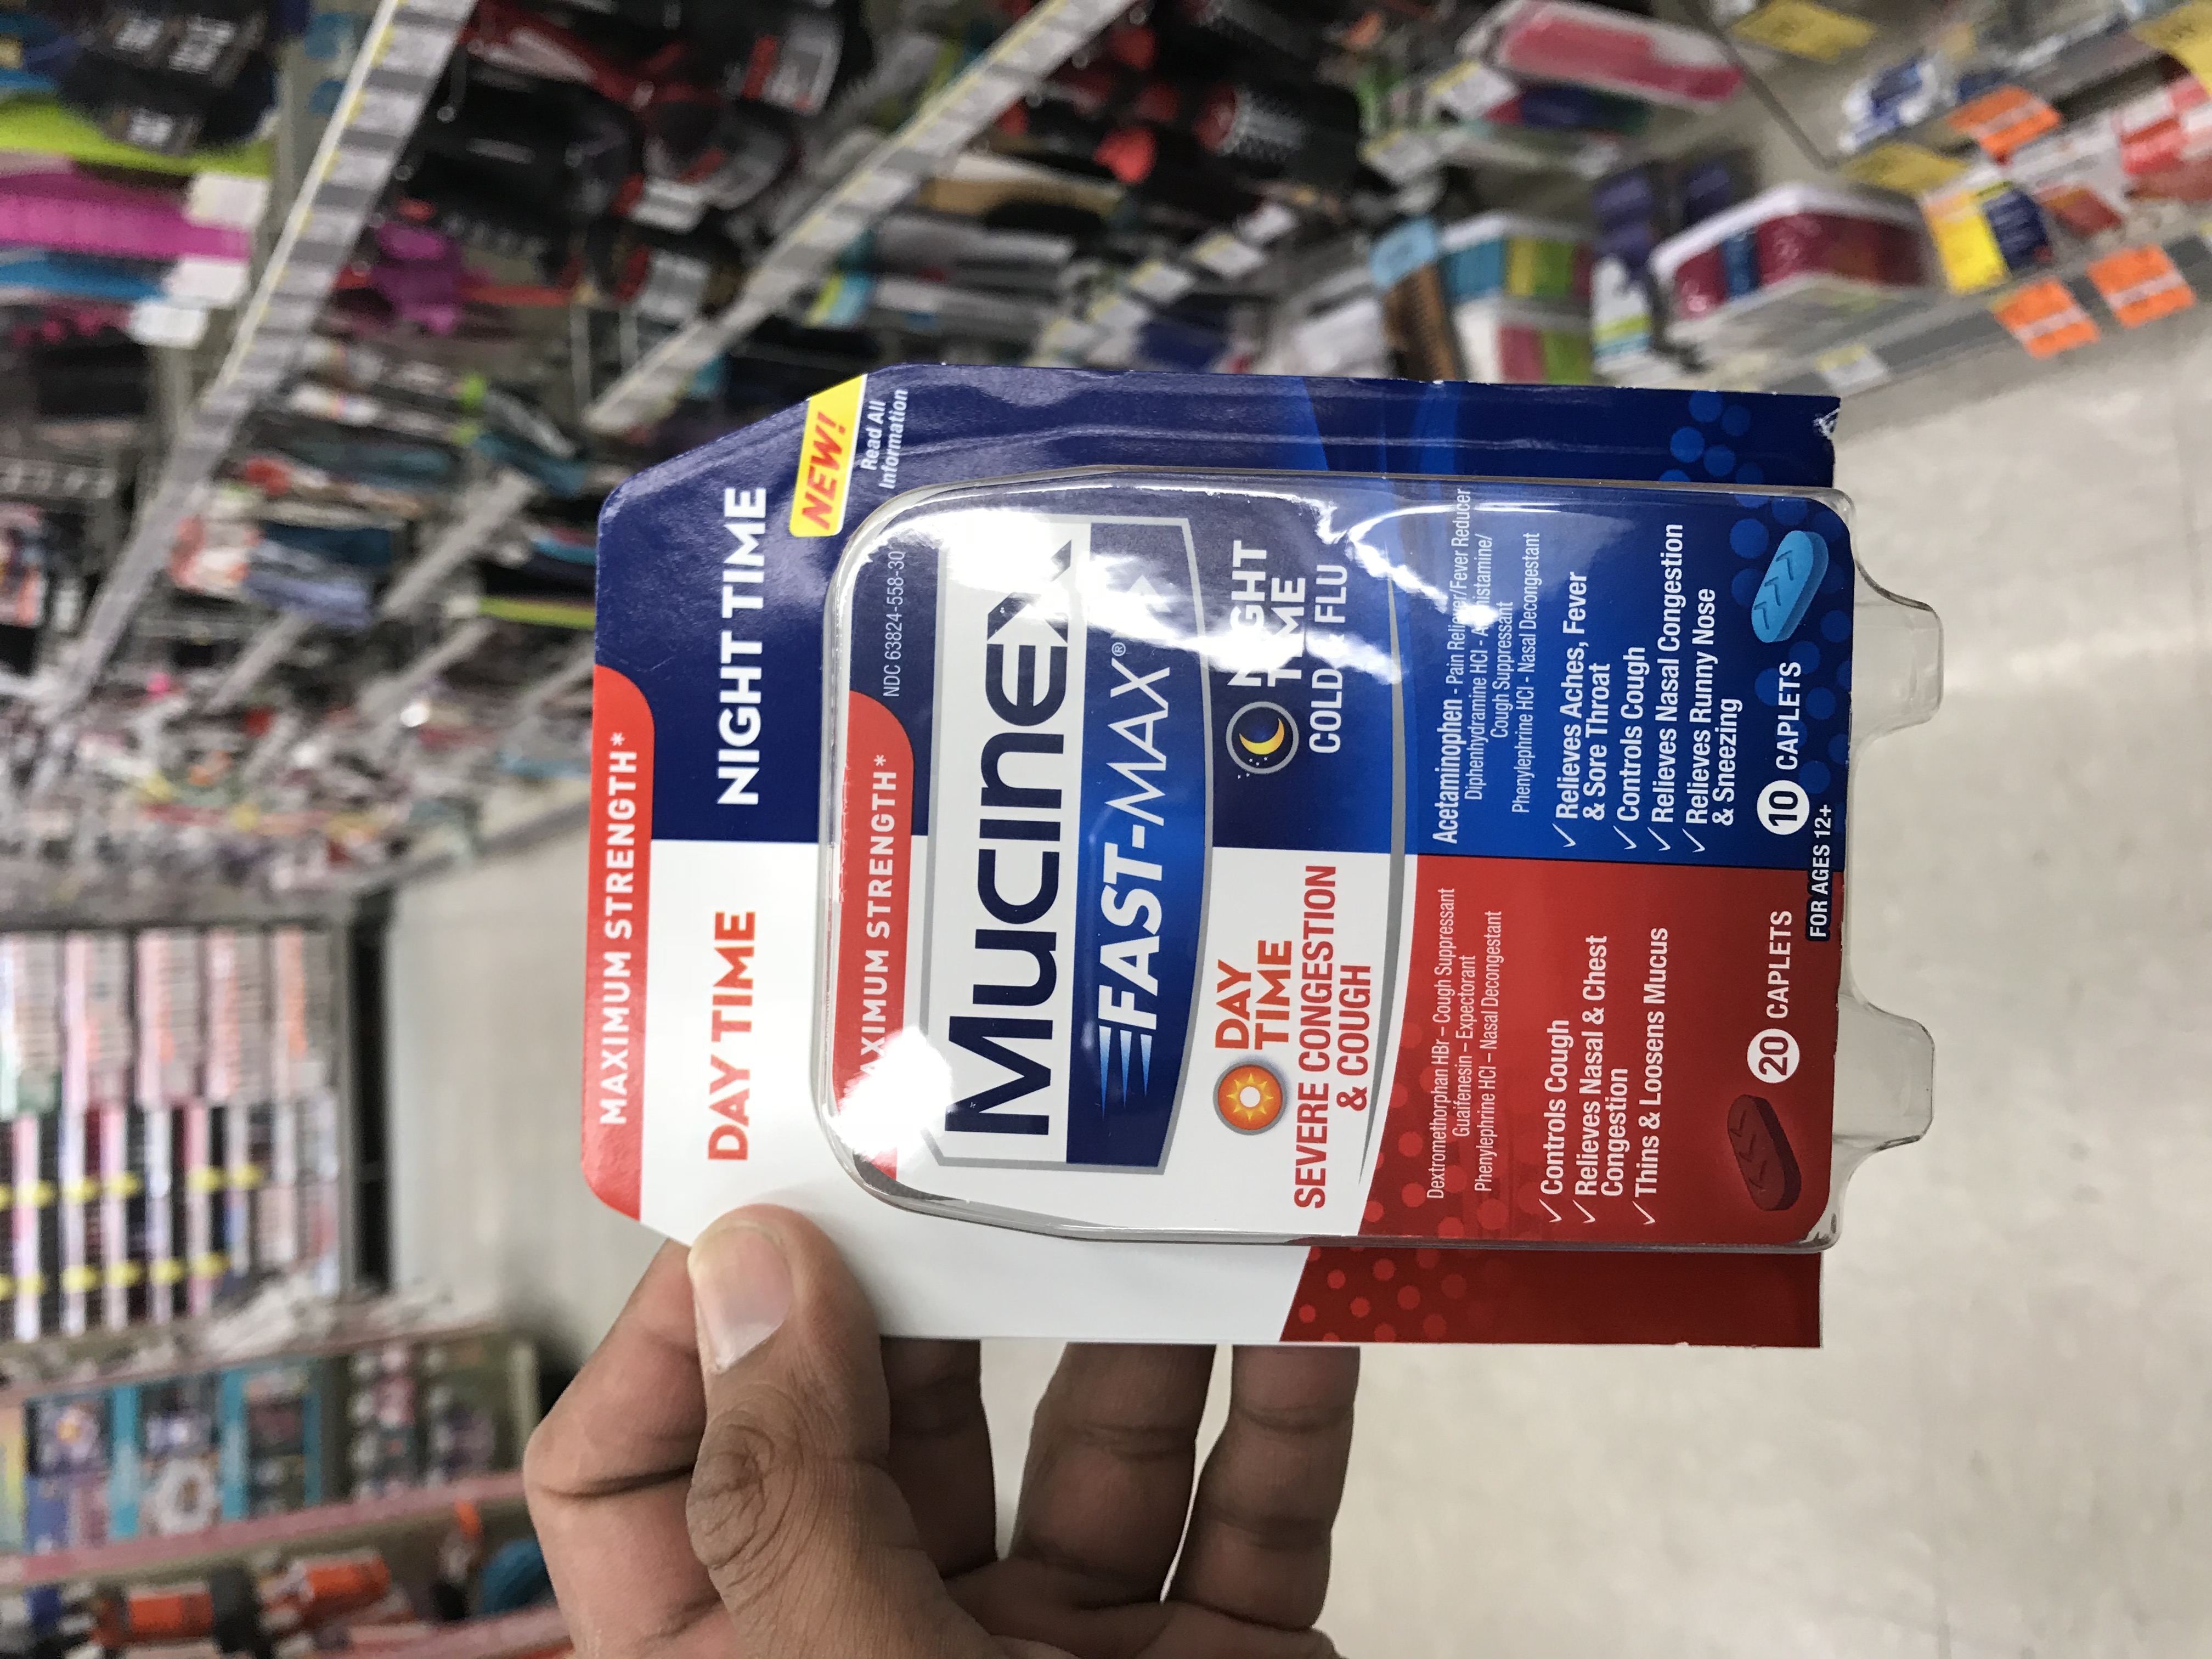 MAXIMUM STRENGTH*
DAY TIME
NIGHT TIME
NEW!
Read All
Information
MAXIMUM STRENGTH*
NDC 63824-558-30
Mucinex
FAST-MAX®
DAY
TIME
SEVERE CONGESTION
& COUGH
NIGHT
TIME
COLD & FLU
Dextromethorphan HBr – Cough Suppressant
Guaifenesin – Expectorant
Phenylephrine HCl – Nasal Decongestant
✓ Controls Cough
✓ Relieves Nasal & Chest
Congestion
✓ Thins & Loosens Mucus
20 CAPLETS
Acetaminophen - Pain Reliever/Fever Reducer
Diphenhydramine HCl - Antihistamine/
Cough Suppressant
Phenylephrine HCl - Nasal Decongestant
✓ Relieves Aches, Fever
& Sore Throat
✓ Controls Cough
✓ Relieves Nasal Congestion
✓ Relieves Runny Nose
& Sneezing
10 CAPLETS
FOR AGES 12+